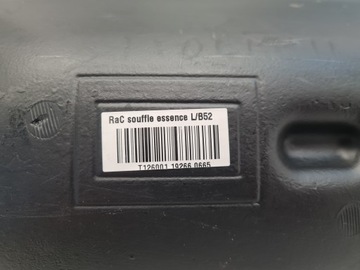 RaC souffle essence L/B52
T126001 19266 0665